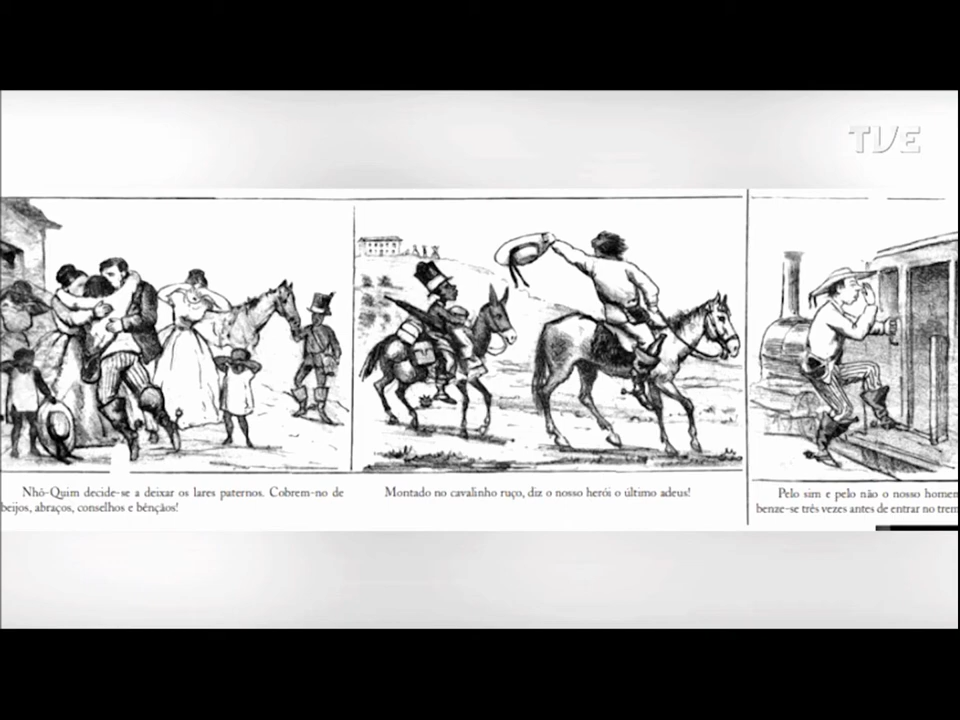 TVE
Nhô-Quim decide-se a deixar os lares paternos. Cobrem-no de
beijos, abraços, conselhos e bênçãos!
Montado no cavalinho ruço, diz o nosso herói o último adeus!
Pelo sim e pelo não o nosso homem
benze-se três vezes antes de entrar no trem